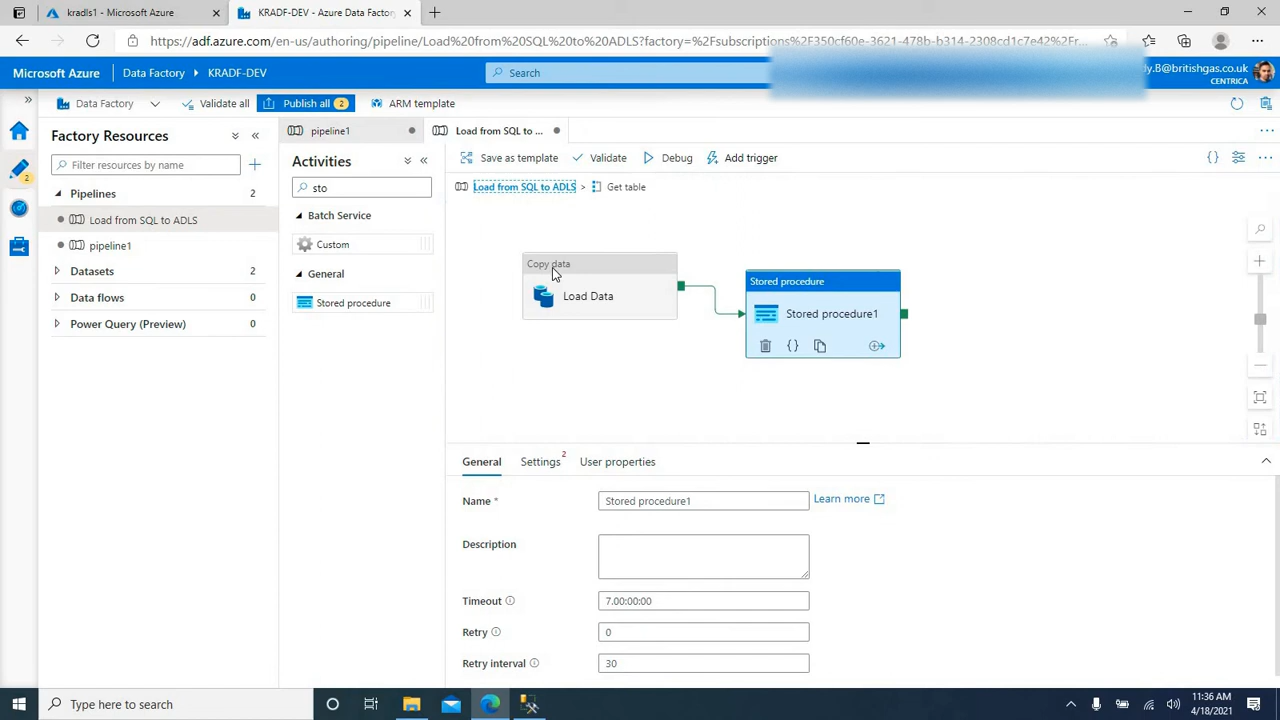 kradls1 - Microsoft Azure
KRADF-DEV - Azure Data Factory
https://adf.azure.com/en-us/authoring/pipeline/Load%20from%20SQL%20to%20ADLS?factory=%2Fsubscriptions%2F350cf60e-3621-478b-b314-2308cd1c7e42%2Fr...
Microsoft Azure
Data Factory
KRADF-DEV
Search
dy.B@britishgas.co.uk
CENTRICA
Data Factory
Validate all
Publish all 2
ARM template
Factory Resources
Filter resources by name
2
Pipelines 2
Load from SQL to ADLS
pipeline1
Datasets 2
Data flows 0
Power Query (Preview) 0
Activities
sto
Batch Service
Custom
General
Stored procedure
pipeline1
Load from SQL to ...
Save as template
Validate
Debug
Add trigger
Load from SQL to ADLS > Get table
Copy data
Load Data
Stored procedure
Stored procedure1
General
Settings 2
User properties
Name *
Stored procedure1
Learn more
Description
Timeout
7.00:00:00
Retry
0
Retry interval
30
Type here to search
11:36 AM
4/18/2021